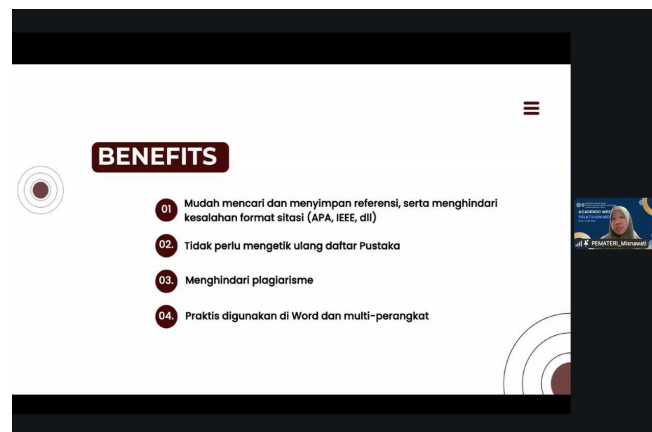 BENEFITS
01 Mudah mencari dan menyimpan referensi, serta menghindari
kesalahan format sitasi (APA, IEEE, dll)
02. Tidak perlu mengetik ulang daftar Pustaka
03. Menghindari plagiarisme
04. Praktis digunakan di Word dan multi-perangkat
PEMATERI_Misnawati